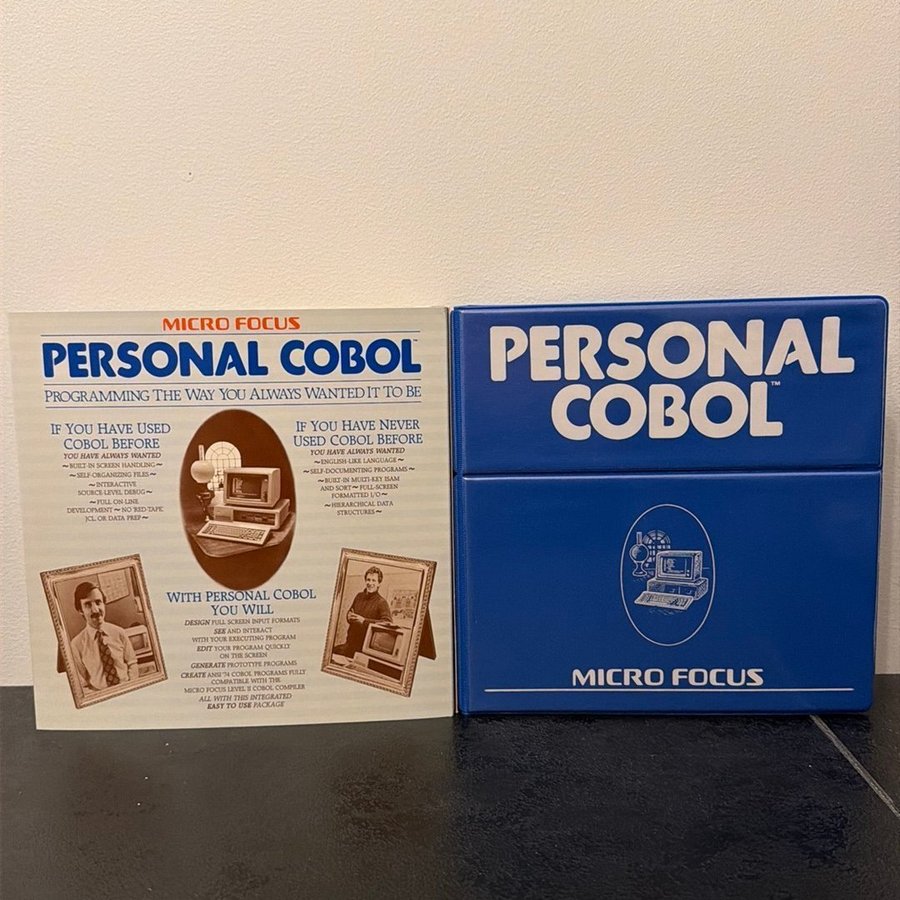 MICRO FOCUS
PERSONAL COBOL™
PROGRAMMING THE WAY YOU ALWAYS WANTED IT TO BE
IF YOU HAVE USED
COBOL BEFORE
YOU HAVE ALWAYS WANTED
~BUILT-IN SCREEN HANDLING~
~SELF-ORGANIZING FILES~
~INTERACTIVE
SOURCE-LEVEL DEBUG~
~FULL ON-LINE
DEVELOPMENT~NO 'RED-TAPE'
JCL OR DATA PREP~
IF YOU HAVE NEVER
USED COBOL BEFORE
YOU HAVE ALWAYS WANTED
~ENGLISH-LIKE LANGUAGE~
~SELF-DOCUMENTING PROGRAMS~
~BUILT-IN MULTI-KEY ISAM
AND SORT~FULL-SCREEN
FORMATTED I/O~
~HIERARCHICAL DATA
STRUCTURES~
WITH PERSONAL COBOL
YOU WILL
DESIGN FULL SCREEN INPUT FORMATS
SEE AND INTERACT
WITH YOUR EXECUTING PROGRAM
EDIT YOUR PROGRAM QUICKLY
ON THE SCREEN
GENERATE PROTOTYPE PROGRAMS
CREATE ANSI '74 COBOL PROGRAMS FULLY
COMPATIBLE WITH THE
MICRO FOCUS LEVEL II COBOL COMPILER
ALL WITH THIS INTEGRATED
EASY TO USE PACKAGE
PERSONAL
COBOL™
MICRO FOCUS